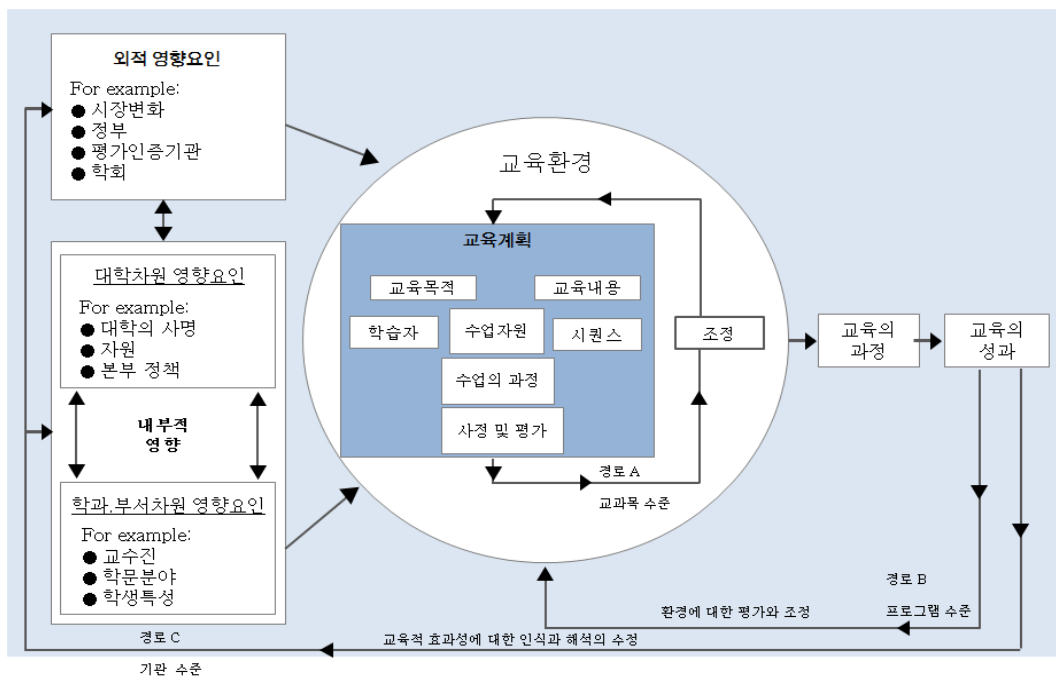 외적 영향요인
For example:
● 시장변화
● 정부
● 평가인증기관
● 학회
대학차원 영향요인
For example:
● 대학의 사명
● 자원
● 본부 정책
내부적
영향
학과.부서차원 영향요인
For example:
● 교수진
● 학문분야
● 학생특성
교육환경
교육계획
교육목적
교육내용
학습자
수업자원
시퀀스
수업의 과정
사정 및 평가
조정
경로 A
교과목 수준
교육의
과정
교육의
성과
경로 B
환경에 대한 평가와 조정
프로그램 수준
경로 C
교육적 효과성에 대한 인식과 해석의 수정
기관 수준